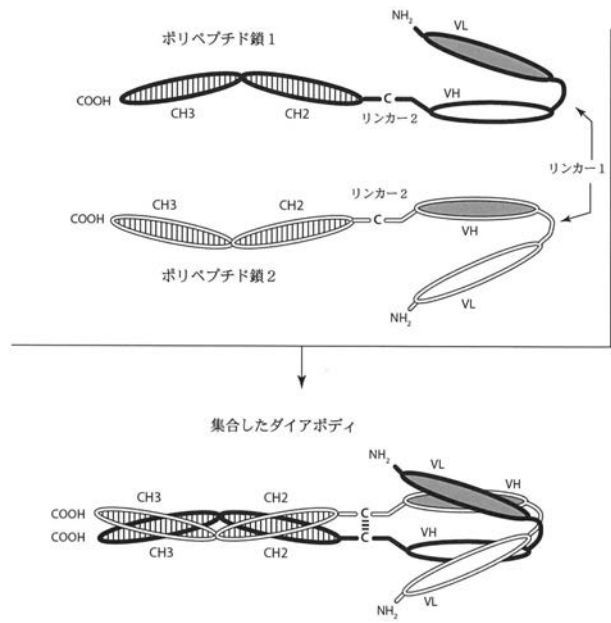 ポリペプチド鎖1
NH₂
VL
COOH
CH3
CH2
C
リンカー2
VH
リンカー1
リンカー2
COOH
CH3
CH2
C
VH
ポリペプチド鎖2
NH₂
VL
集合したダイアボディ
NH₂
VL
VH
COOH
CH3
CH2
C
COOH
CH3
CH2
C
VH
NH₂
VL